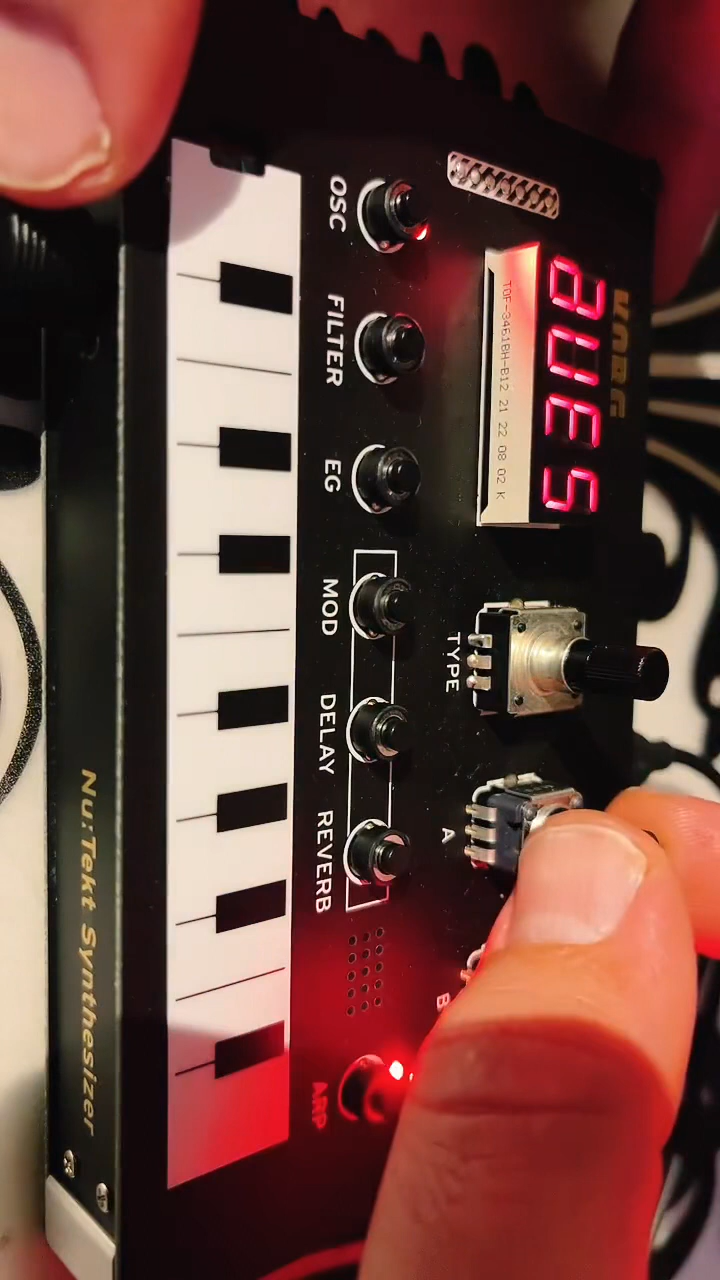 KORG
AUES
TOF-3461BH-B12 21 22 08 02 K
TYPE
A
B
OSC
FILTER
EG
MOD
DELAY
REVERB
ARP
Nu:Tekt Synthesizer